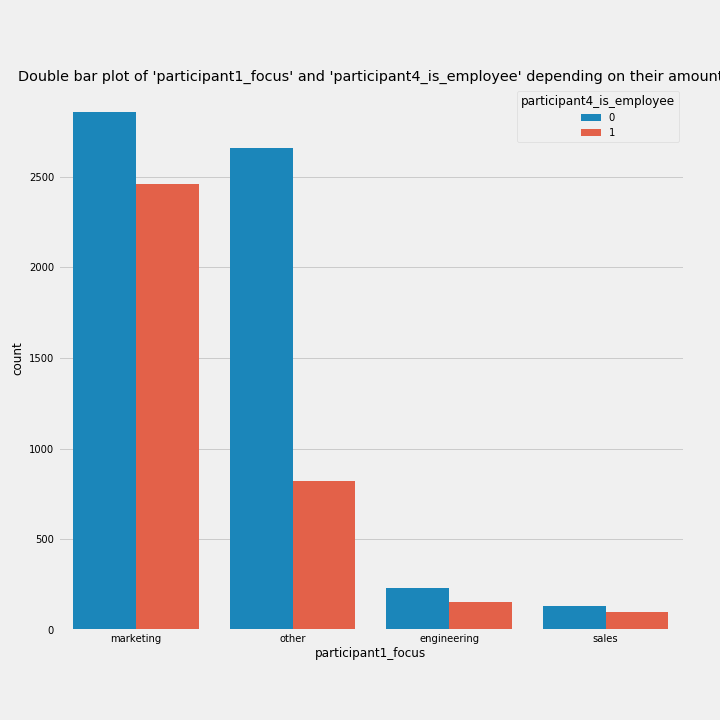 Double bar plot of 'participant1_focus' and 'participant4_is_employee' depending on their amount
participant4_is_employee
0
1
2500
2000
1500
1000
500
0
count
marketing other engineering sales
participant1_focus